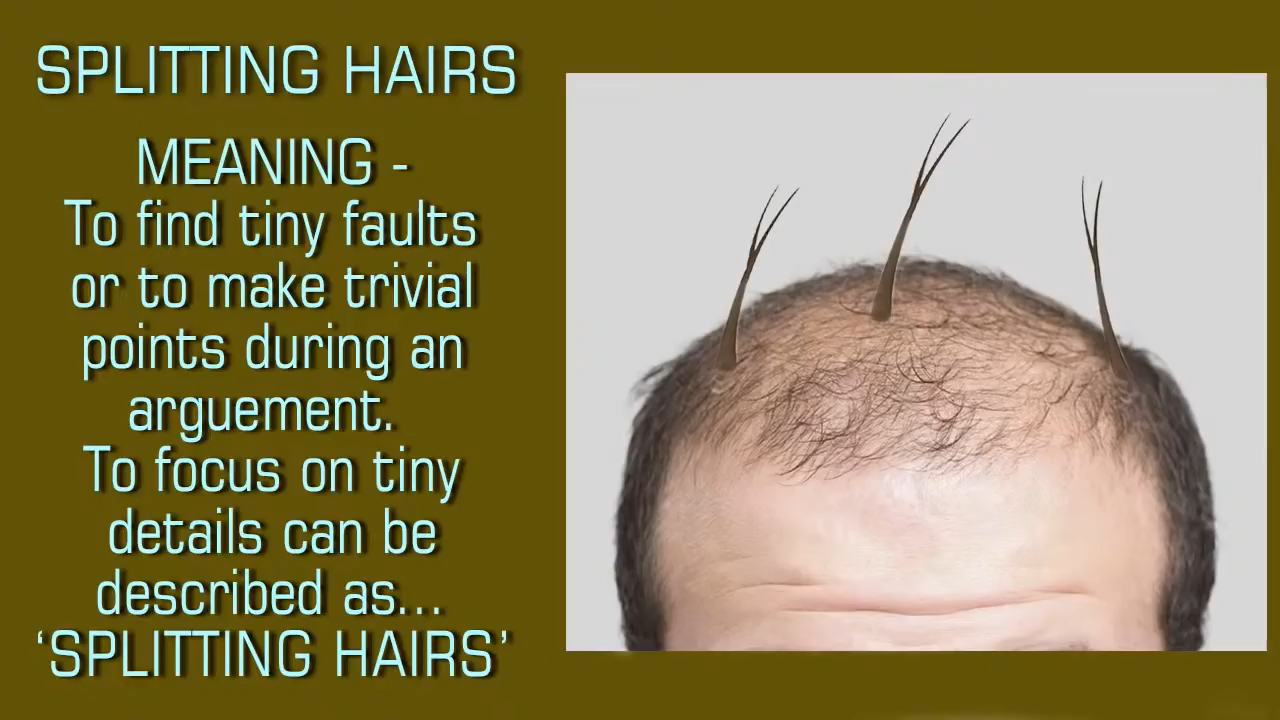 SPLITTING HAIRS
MEANING -
To find tiny faults
or to make trivial
points during an
arguement.
To focus on tiny
details can be
described as...
‘SPLITTING HAIRS’